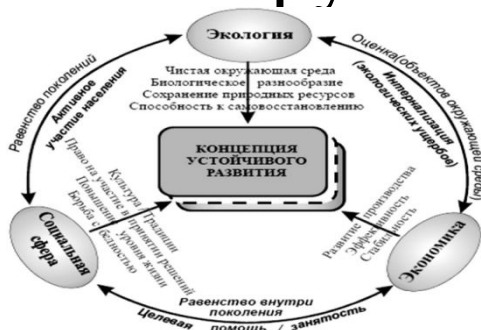 Экология
Чистая окружающая среда
Биологическое разнообразие
Сохранение природных ресурсов
Способность к самовосстановлению
Равенство поколений
Активное
участие населения
Оценка(объектов окружающей среды)
Интернализация
(экологических ущербов)
КОНЦЕПЦИЯ
УСТОЙЧИВОГО
РАЗВИТИЯ
Культура Традиции
Право на участие в принятии решений
Повышение уровня жизни
Борьба с бедностью
Развитие производства
Эффективность
Стабильность
Социальная
сфера
Экономика
Равенство внутри
поколения
Целевая помощь / занятость